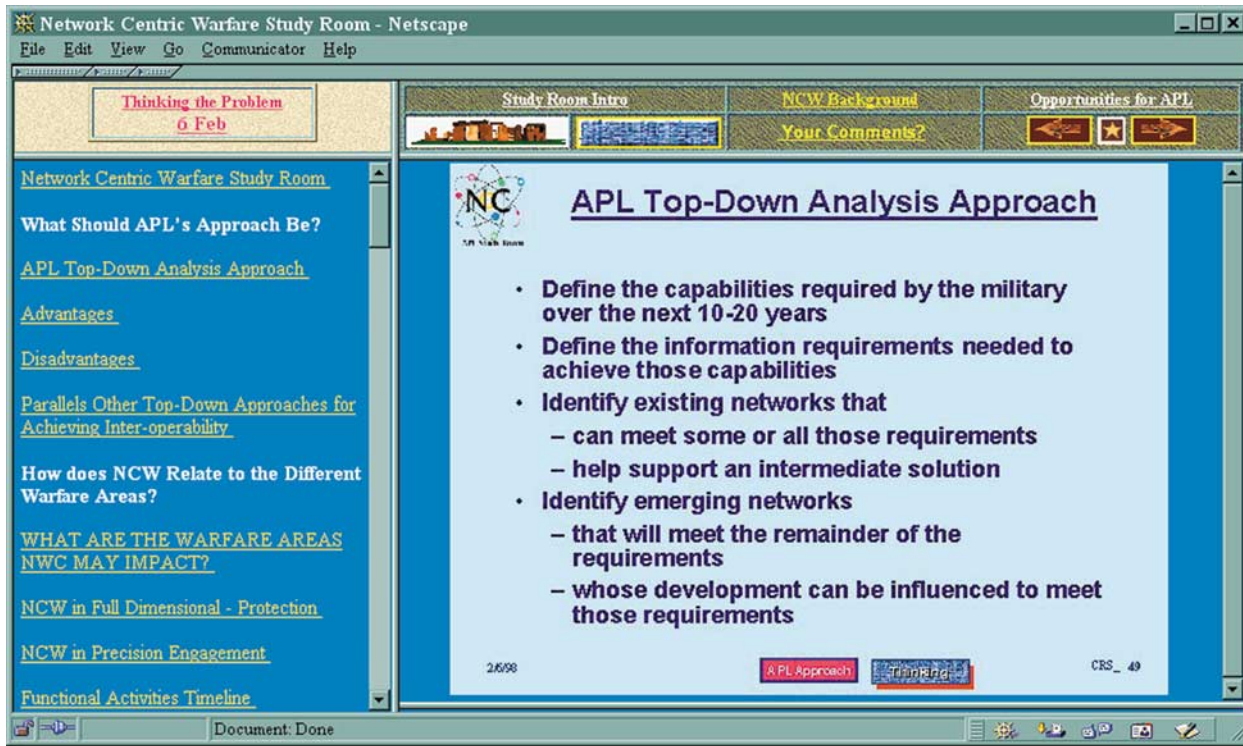 Network Centric Warfare Study Room - Netscape
File Edit View Go Communicator Help
Thinking the Problem
6 Feb
Study Room Intro
NCW Background
Opportunities for APL
Your Comments?
Network Centric Warfare Study Room
What Should APL's Approach Be?
APL Top-Down Analysis Approach
Advantages
Disadvantages
Parallels Other Top-Down Approaches for
Achieving Inter-operability
How does NCW Relate to the Different
Warfare Areas?
WHAT ARE THE WARFARE AREAS
NWC MAY IMPACT?
NCW in Full Dimensional - Protection
NCW in Precision Engagement
Functional Activities Timeline
NC
API Study Room
APL Top-Down Analysis Approach
• Define the capabilities required by the military
over the next 10-20 years
• Define the information requirements needed to
achieve those capabilities
• Identify existing networks that
– can meet some or all those requirements
– help support an intermediate solution
• Identify emerging networks
– that will meet the remainder of the
requirements
– whose development can be influenced to meet
those requirements
2/6/98
APL Approach
Thinking
CRS_ 49
Document: Done